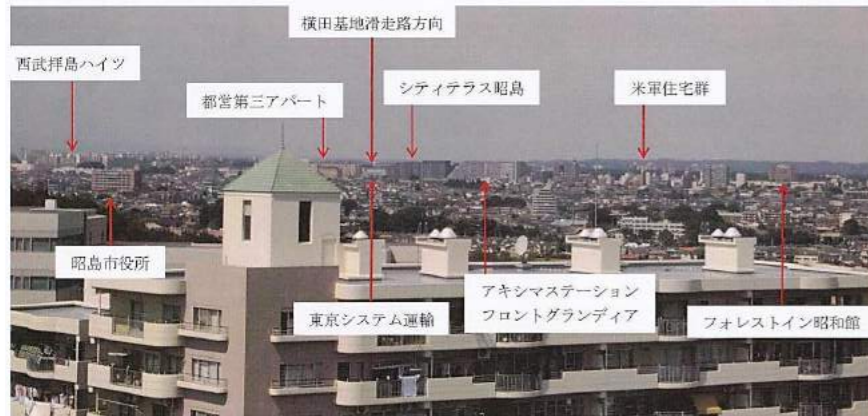 横田基地滑走路方向
西武拝島ハイツ
都営第三アパート
シティテラス昭島
米軍住宅群
昭島市役所
東京システム運輸
アキシマステーション
フロントグランディア
フォレストイン昭和館